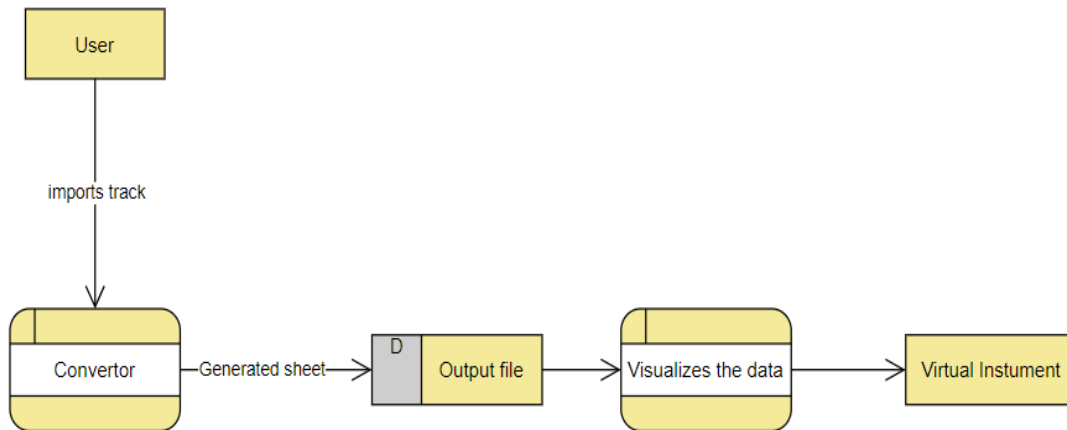 User
imports track
Convertor
Generated sheet
D
Output file
Visualizes the data
Virtual Instument